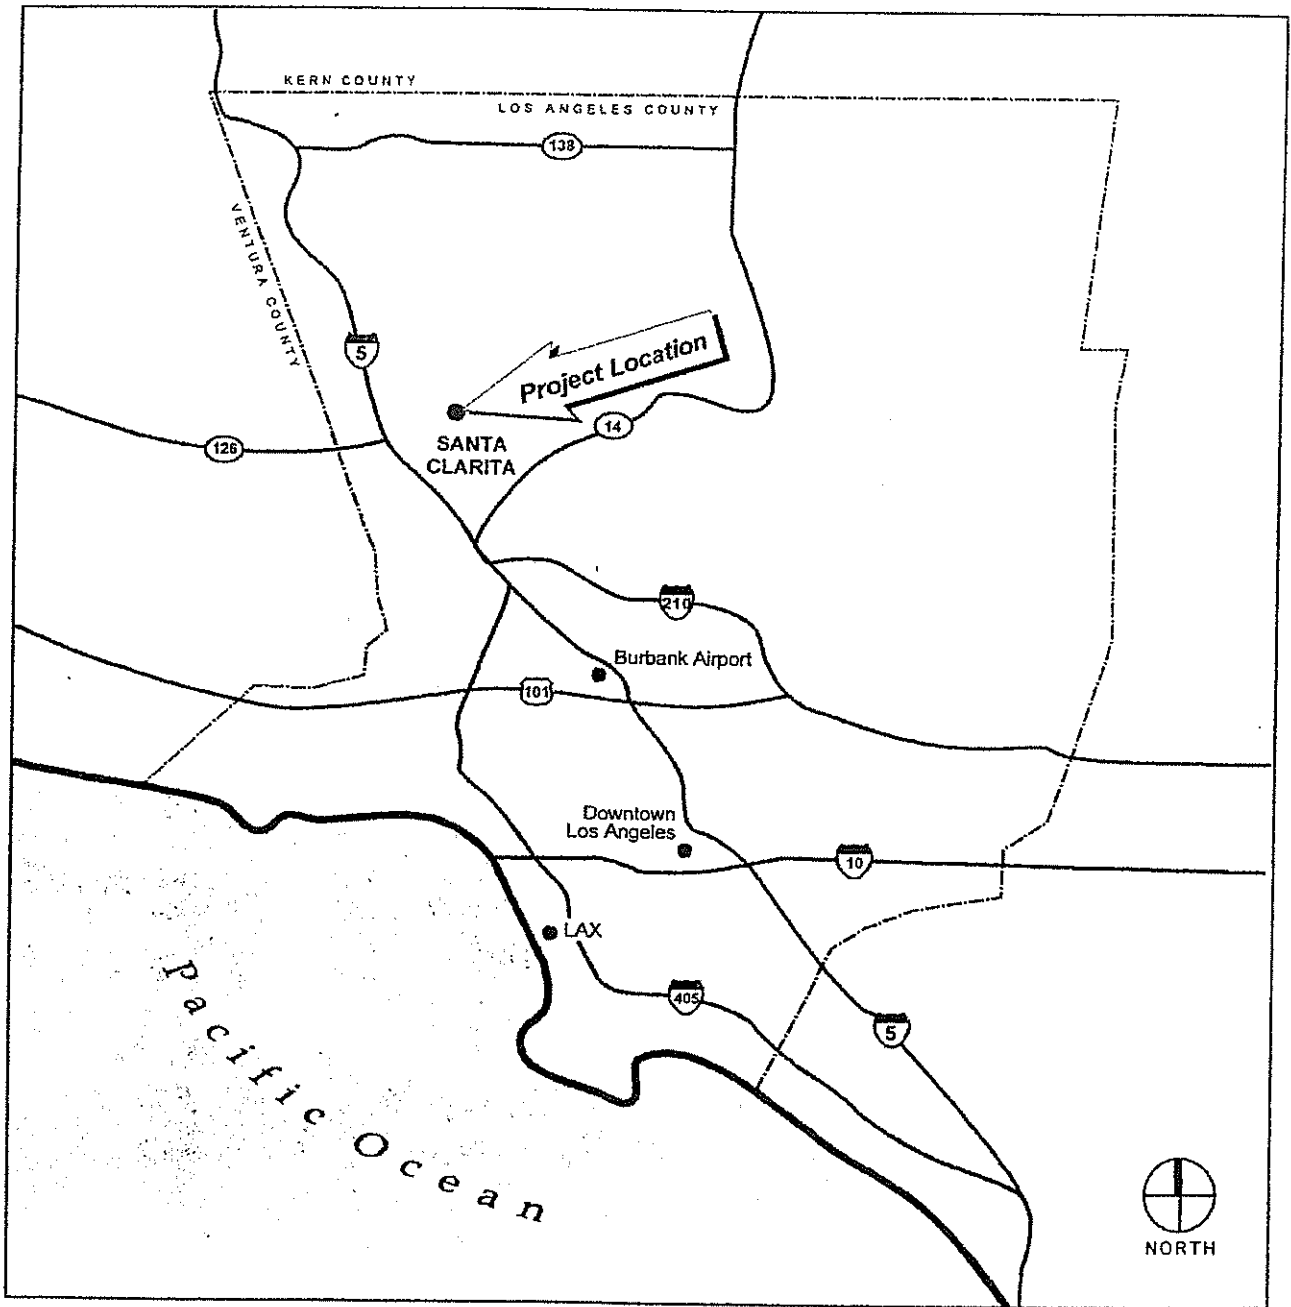 KERN COUNTY
LOS ANGELES COUNTY
138
VENTURA COUNTY
5
Project Location
14
126
SANTA
CLARITA
210
Burbank Airport
101
Downtown
Los Angeles
10
LAX
405
5
Pacific Ocean
NORTH